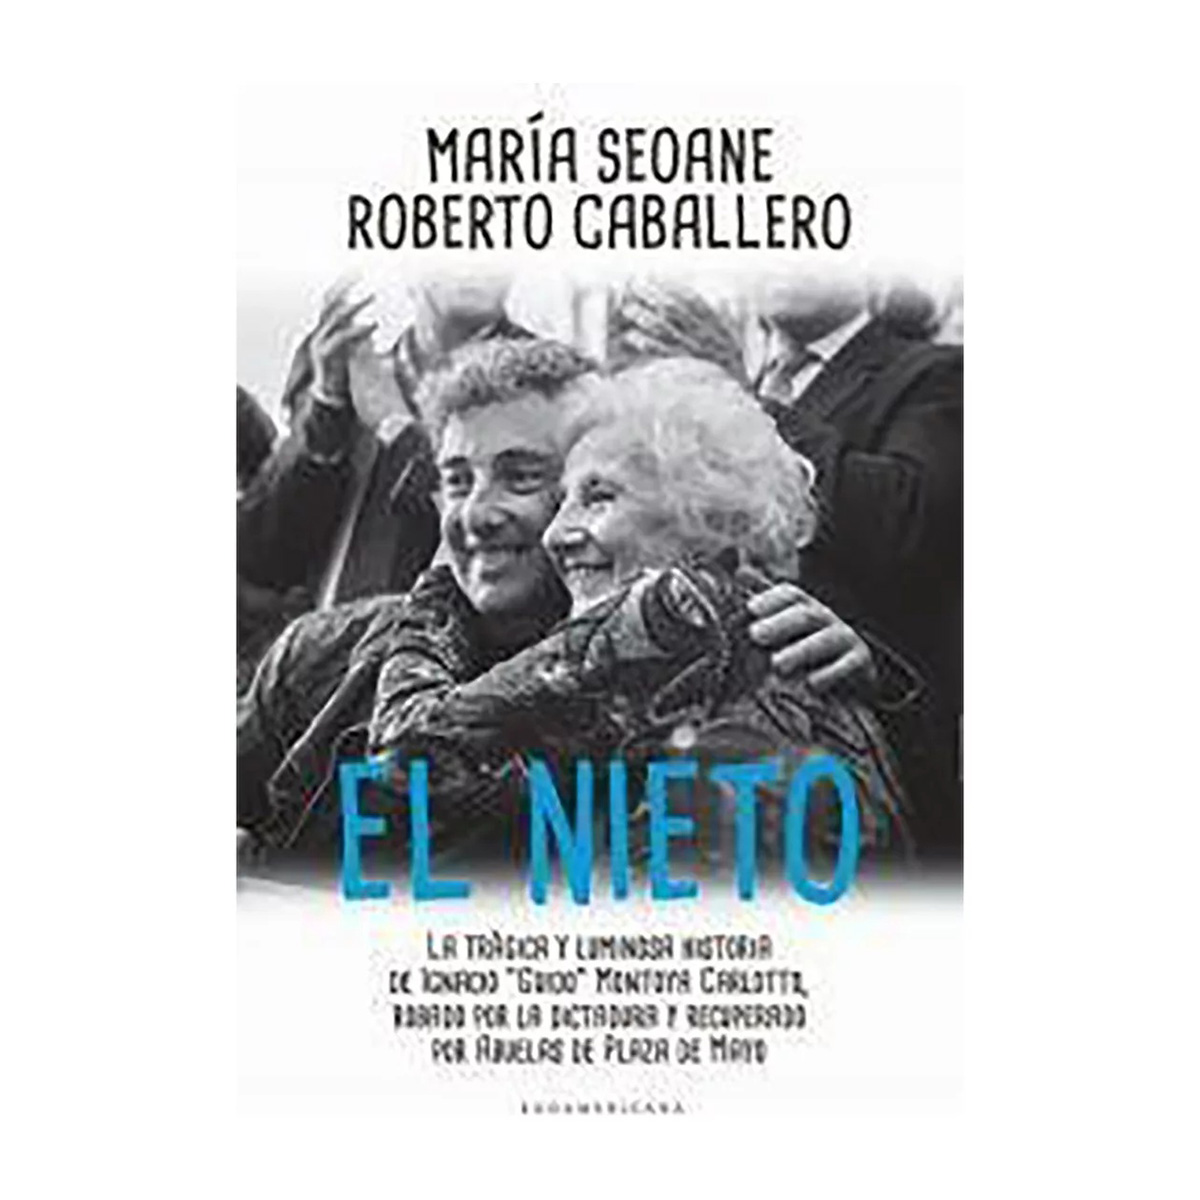 MARÍA SEOANE
ROBERTO CABALLERO
EL NIETO
LA TRÁGICA Y LUMINOSA HISTORIA
DE IGNACIO "GUIDO" MONTOYA CARLOTTO,
ROBADO POR LA DICTADURA Y RECUPERADO
POR ABUELAS DE PLAZA DE MAYO
SUDAMERICANA